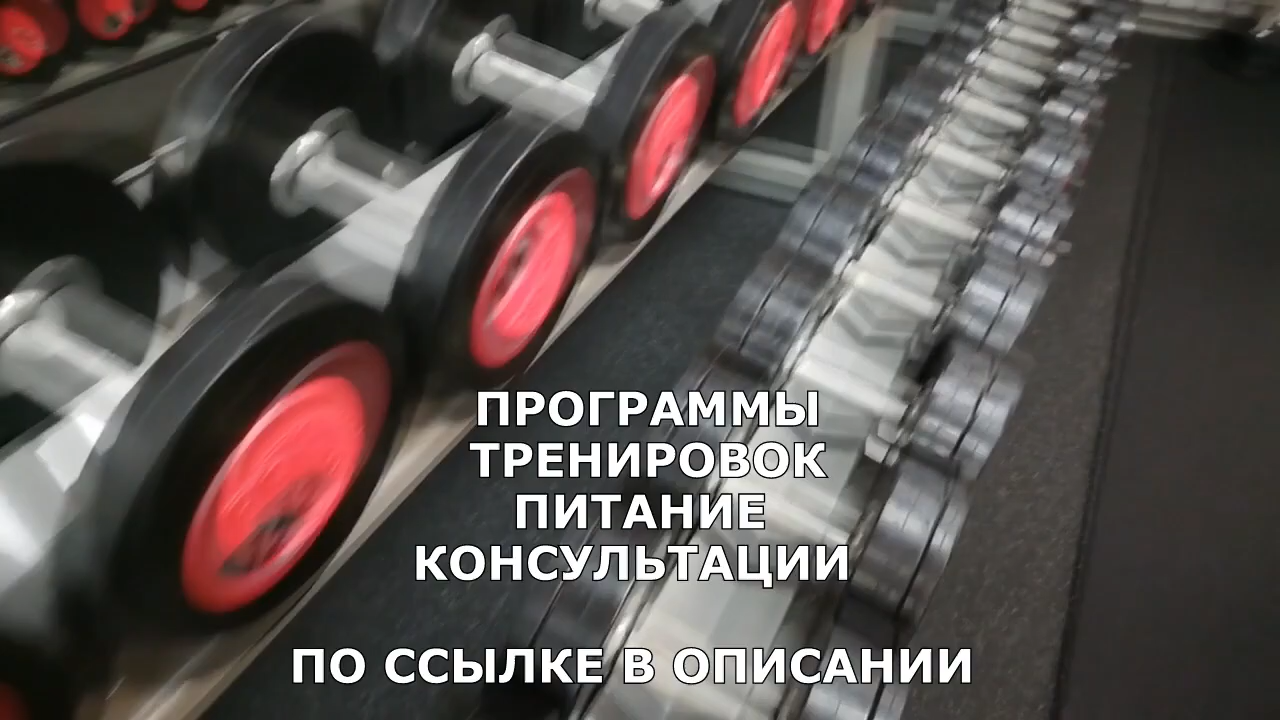 ПРОГРАММЫ
ТРЕНИРОВОК
ПИТАНИЕ
КОНСУЛЬТАЦИИ
ПО ССЫЛКЕ В ОПИСАНИИ